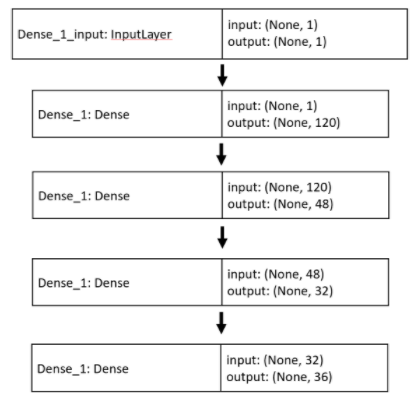 Dense_1_input: InputLayer
input: (None, 1)
output: (None, 1)
Dense_1: Dense
input: (None, 1)
output: (None, 120)
Dense_1: Dense
input: (None, 120)
output: (None, 48)
Dense_1: Dense
input: (None, 48)
output: (None, 32)
Dense_1: Dense
input: (None, 32)
output: (None, 36)